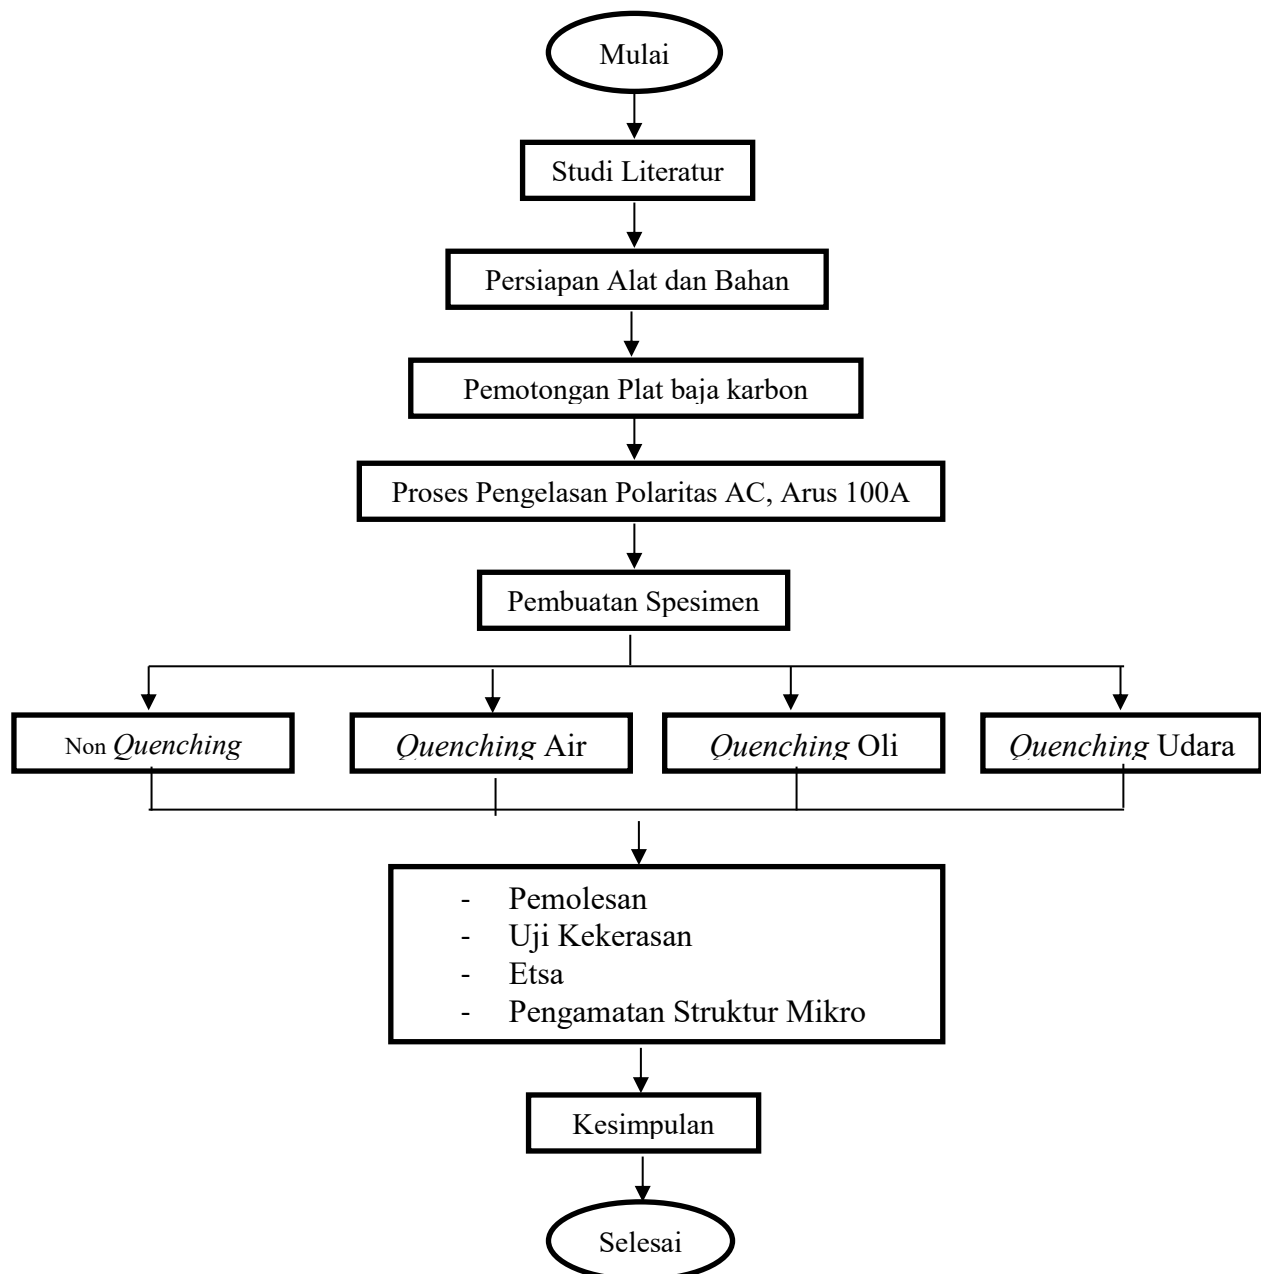 Mulai
Studi Literatur
Persiapan Alat dan Bahan
Pemotongan Plat baja karbon
Proses Pengelasan Polaritas AC, Arus 100A
Pembuatan Spesimen
Non Quenching
Quenching Air
Quenching Oli
Quenching Udara
- Pemolesan
- Uji Kekerasan
- Etsa
- Pengamatan Struktur Mikro
Kesimpulan
Selesai